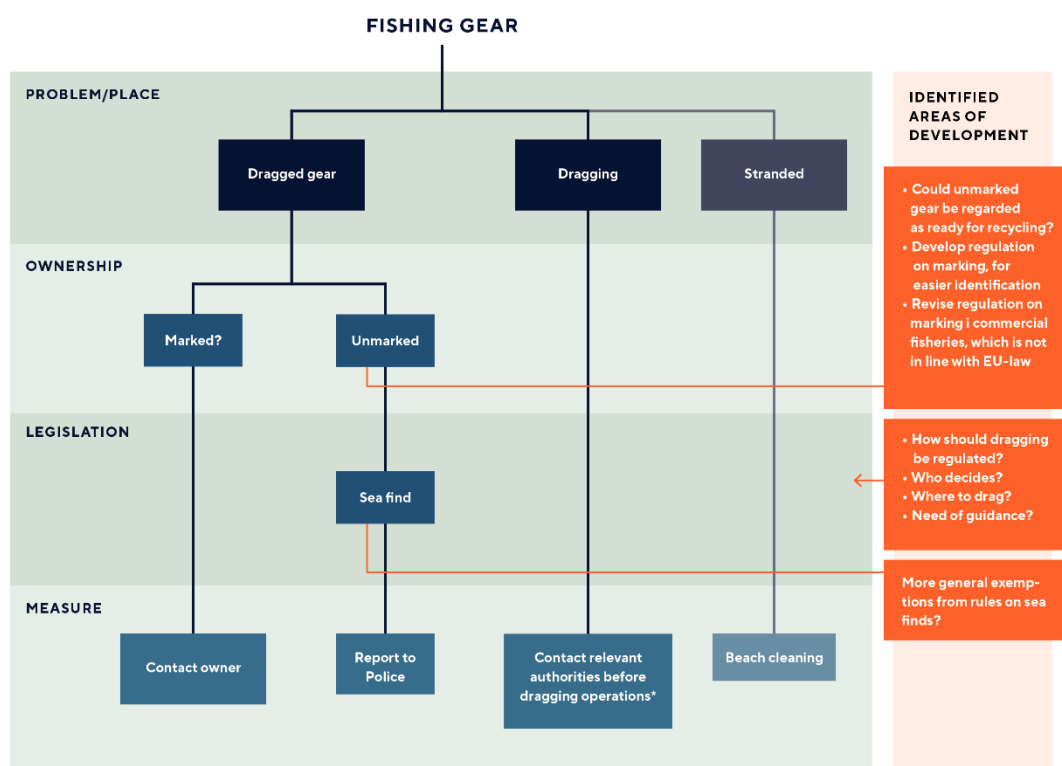 FISHING GEAR
PROBLEM/PLACE
Dragged gear
Dragging
Stranded
OWNERSHIP
Marked?
Unmarked
LEGISLATION
Sea find
MEASURE
Contact owner
Report to
Police
Contact relevant
authorities before
dragging operations*
Beach cleaning
IDENTIFIED
AREAS OF
DEVELOPMENT
• Could unmarked
gear be regarded
as ready for recycling?
• Develop regulation
on marking, for
easier identification
• Revise regulation on
marking i commercial
fisheries, which is not
in line with EU-law
• How should dragging
be regulated?
• Who decides?
• Where to drag?
• Need of guidance?
More general exemp-
tions from rules on sea
finds?